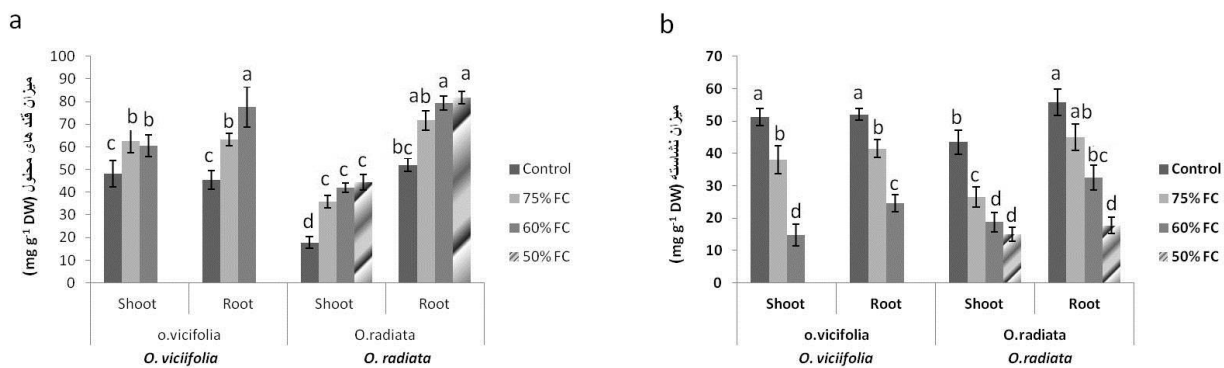 a
میزان قند های محلول (mg g⁻¹ DW)
100
90
80
70
60
50
40
30
20
10
0
c b b c b a d c c c bc ab a a
Shoot Root Shoot Root
o.vicifolia O.radiata
O. viciifolia O. radiata
Control
75% FC
60% FC
50% FC
b
میزان نشاسته (mg g⁻¹ DW)
70
60
50
40
30
20
10
0
a b d a b c b c d d a ab bc d
Shoot Root Shoot Root
o.vicifolia O.radiata
O. viciifolia O.radiata
Control
75% FC
60% FC
50% FC